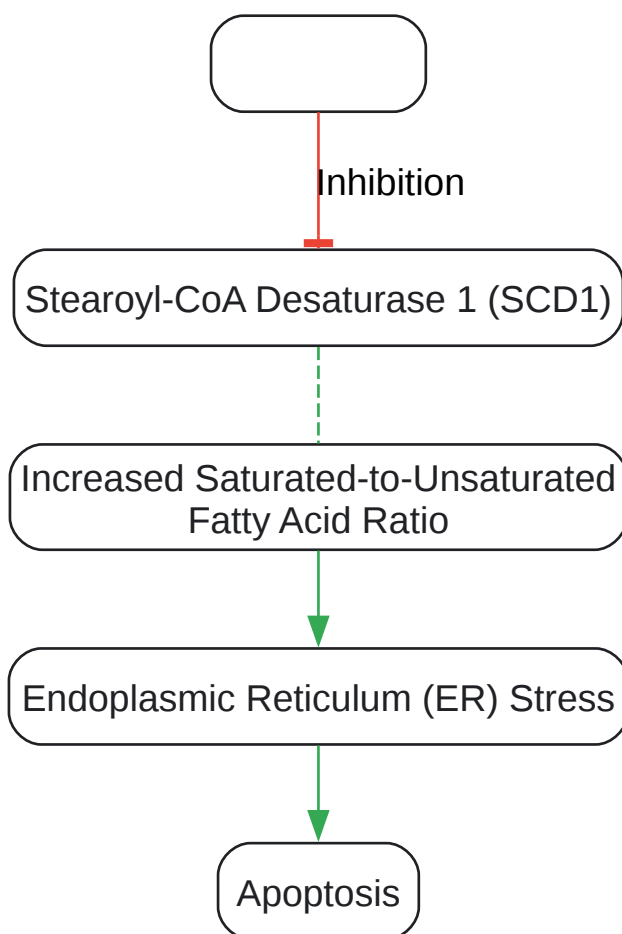 Inhibition
Stearoyl-CoA Desaturase 1 (SCD1)
Increased Saturated-to-Unsaturated
Fatty Acid Ratio
Endoplasmic Reticulum (ER) Stress
Apoptosis